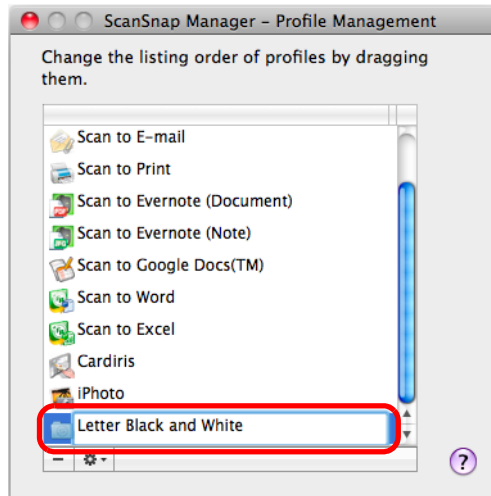 ScanSnap Manager – Profile Management
Change the listing order of profiles by dragging
them.
Scan to E-mail
Scan to Print
Scan to Evernote (Document)
Scan to Evernote (Note)
Scan to Google Docs(TM)
Scan to Word
Scan to Excel
Cardiris
iPhoto
Letter Black and White
?